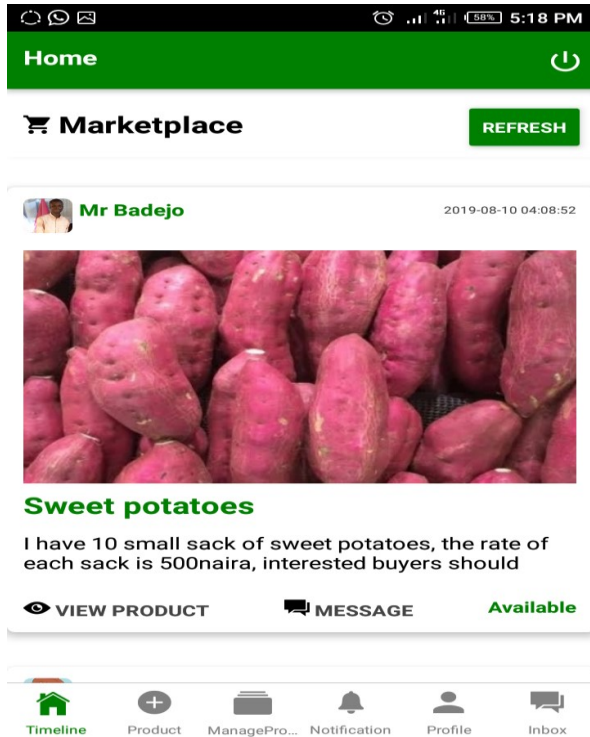 4G 58% 5:18 PM
Home
Marketplace
REFRESH
Mr Badejo
2019-08-10 04:08:52
Sweet potatoes
I have 10 small sack of sweet potatoes, the rate of
each sack is 500naira, interested buyers should
VIEW PRODUCT MESSAGE Available
Timeline Product ManagePro... Notification Profile Inbox